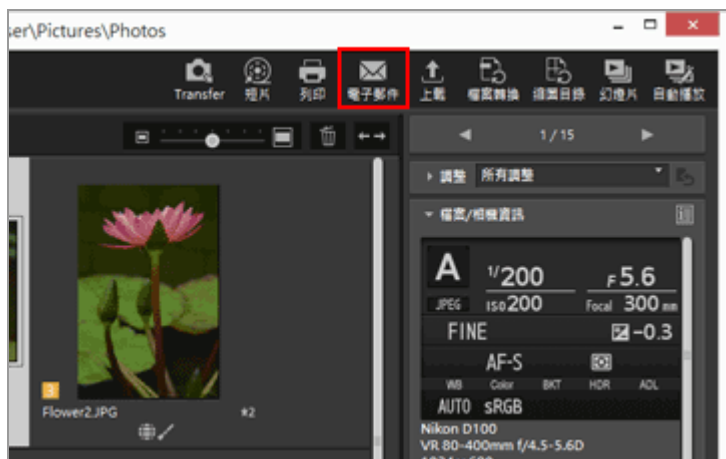 ser\Pictures\Photos
Transfer 短片 列印 電子郵件 上載 檔案轉換 縮圖目錄 幻燈片 自動播放
1/15
調整 所有調整
檔案/相機資訊
A 1/200 F5.6
JPEG ISO200 Focal 300 mm
FINE -0.3
AF-S
WB Color BKT HDR ADL
AUTO sRGB
3
Flower2.JPG *2
Nikon D100
VR 80-400mm f/4.5-5.6D